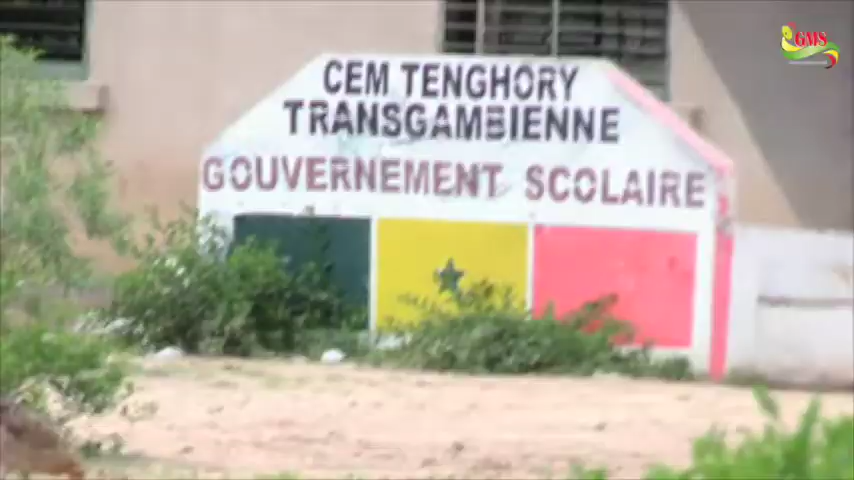 CEM TENGHORY
TRANSGAMBIENNE
GOUVERNEMENT SCOLAIRE
GMS